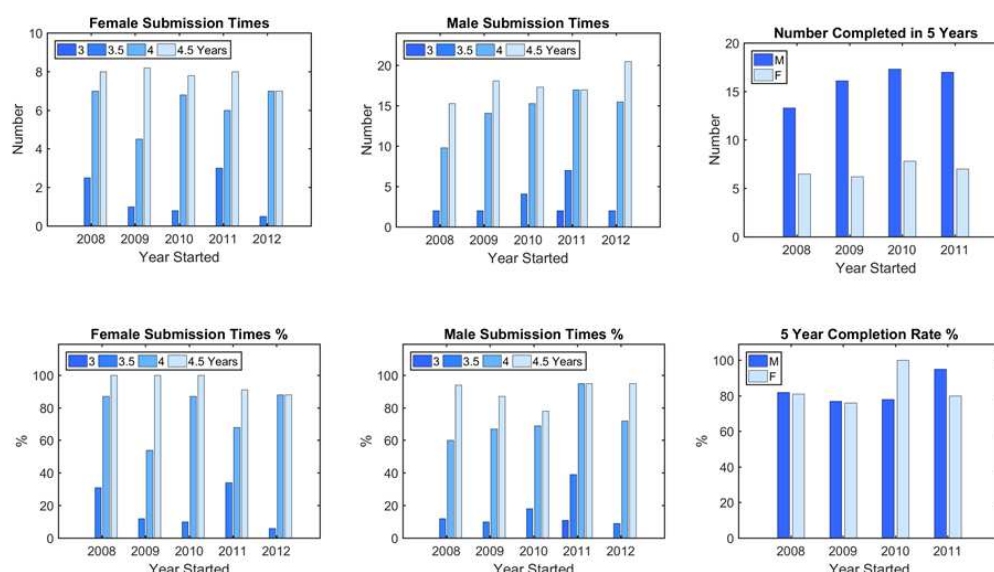 Female Submission Times
3 3.5 4 4.5 Years
10
8
6
4
2
0
Number
2008 2009 2010 2011 2012
Year Started
Male Submission Times
3 3.5 4 4.5 Years
20
15
10
5
0
Number
2008 2009 2010 2011 2012
Year Started
Number Completed in 5 Years
M
F
20
15
10
5
0
Number
2008 2009 2010 2011
Year Started
Female Submission Times %
3 3.5 4 4.5 Years
100
80
60
40
20
0
%
2008 2009 2010 2011 2012
Year Started
Male Submission Times %
3 3.5 4 4.5 Years
100
80
60
40
20
0
%
2008 2009 2010 2011 2012
Year Started
5 Year Completion Rate %
M
F
100
80
60
40
20
0
%
2008 2009 2010 2011
Year Started